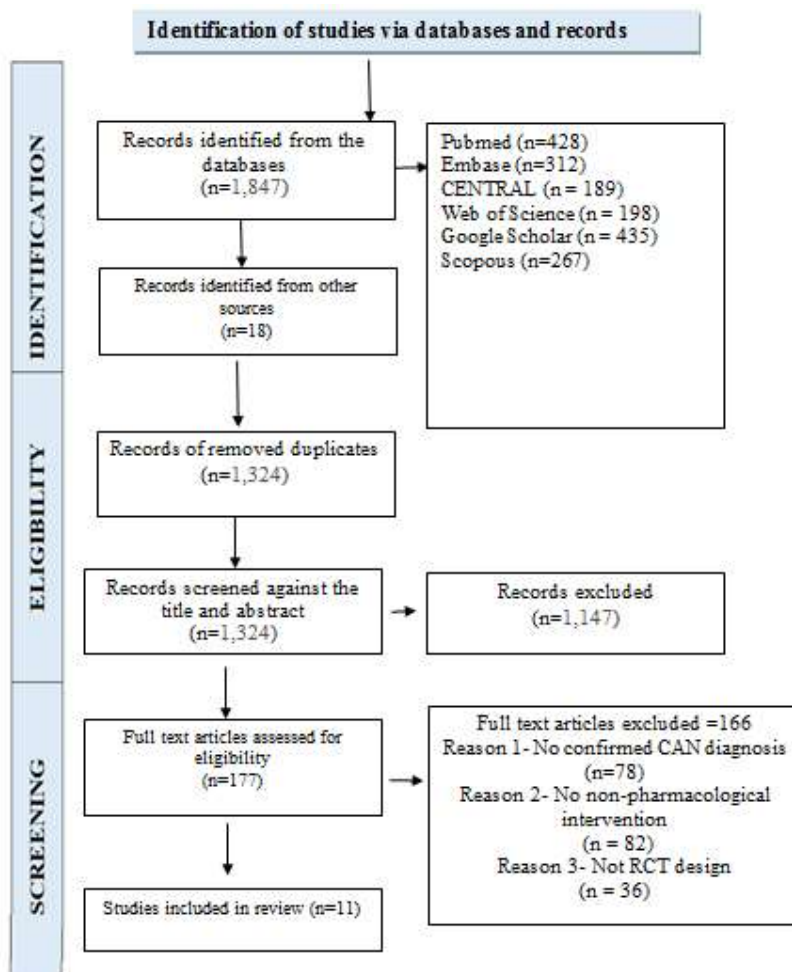 Identification of studies via databases and records
IDENTIFICATION
Records identified from the
databases
(n=1,847)
Pubmed (n=428)
Embase (n=312)
CENTRAL (n = 189)
Web of Science (n = 198)
Google Scholar (n = 435)
Scopous (n=267)
Records identified from other
sources
(n=18)
ELIGIBILITY
Records of removed duplicates
(n=1,324)
Records screened against the
title and abstract
(n=1,324)
Records excluded
(n=1,147)
SCREENING
Full text articles assessed for
eligibility
(n=177)
Full text articles excluded =166
Reason 1- No confirmed CAN diagnosis
(n=78)
Reason 2- No non-pharmacological
intervention
(n = 82)
Reason 3- Not RCT design
(n = 36)
Studies included in review (n=11)